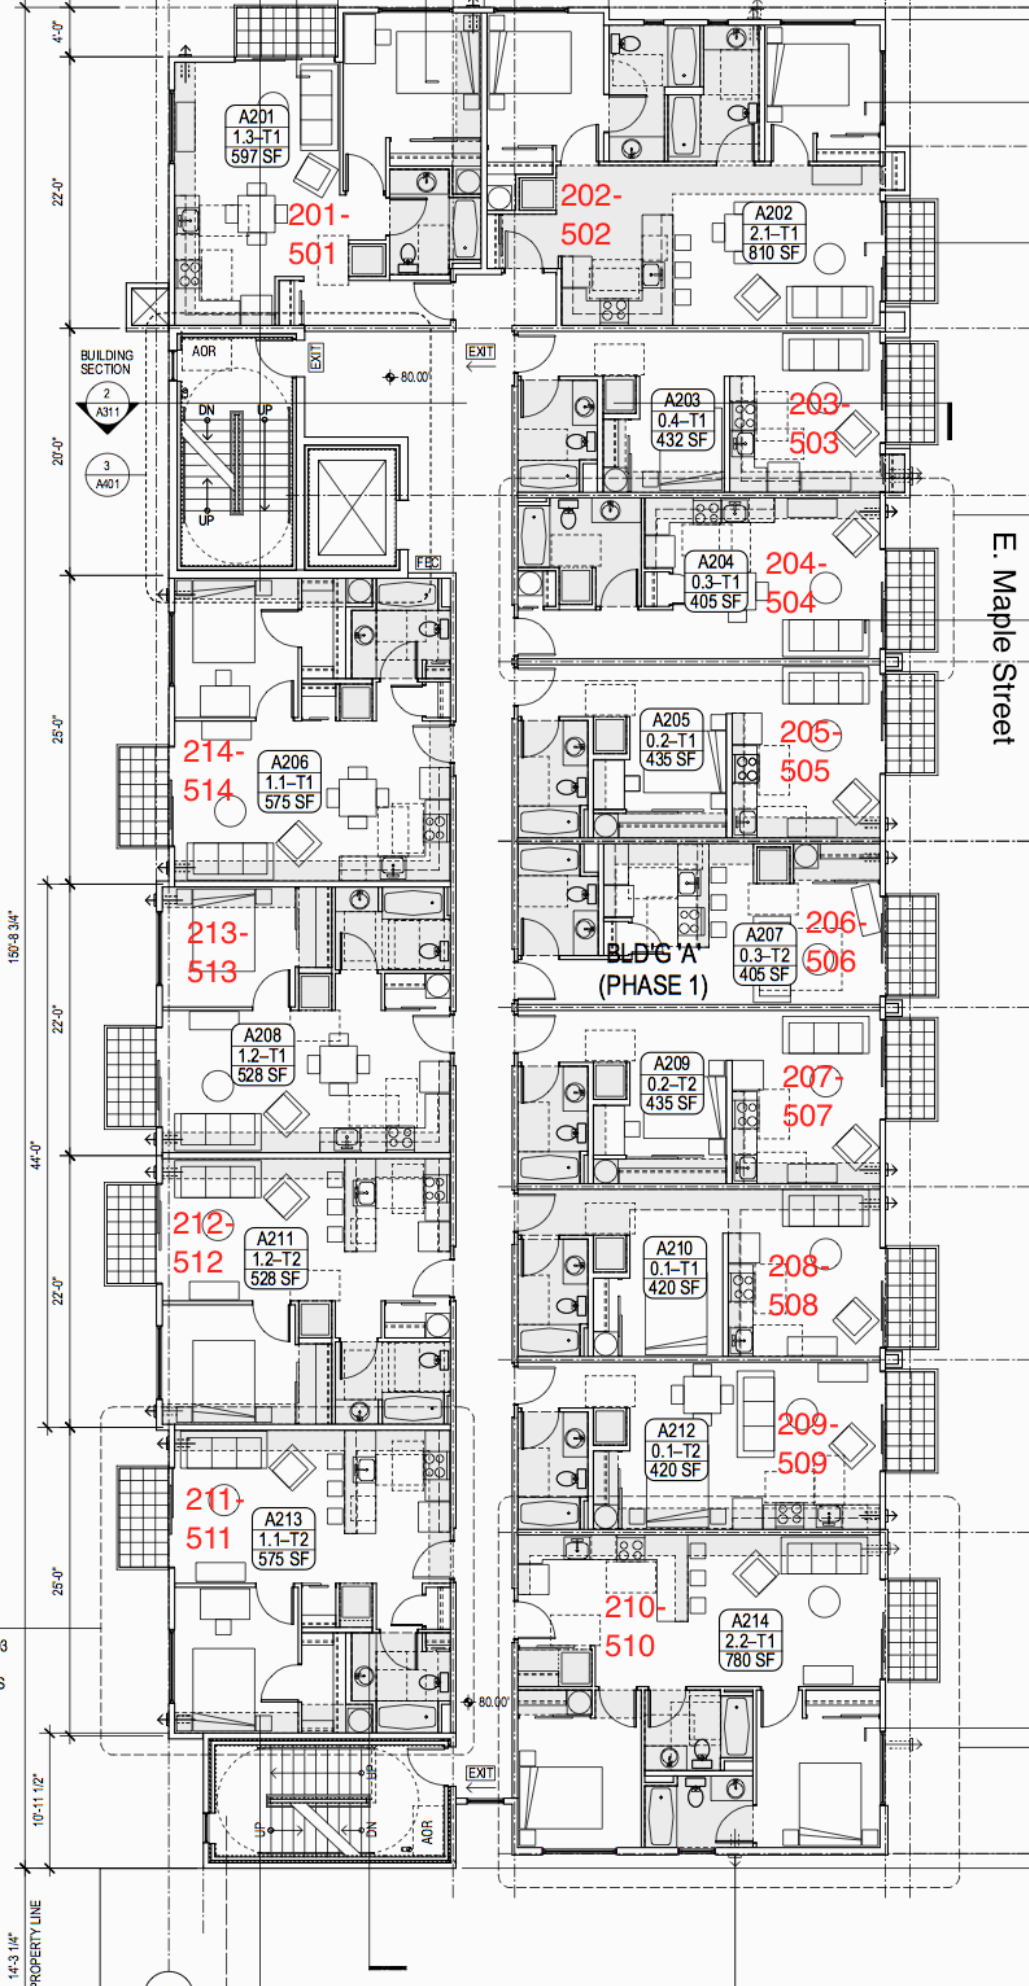 4'-0"
A201
1.3–T1
597 SF
22'-0"
201-
501
202-
502
A202
2.1–T1
810 SF
BUILDING
SECTION
2
A311
3
A401
AOR
EXIT
EXIT
80.00'
DN
UP
UP
20'-0"
FEC
A203
0.4–T1
432 SF
203-
503
A204
0.3–T1
405 SF
204-
504
E. Maple Street
25'-0"
214-
514
A206
1.1–T1
575 SF
A205
0.2–T1
435 SF
205-
505
150'-8 3/4"
213-
513
BLD'G 'A'
(PHASE 1)
A207
0.3–T2
405 SF
206-
506
22'-0"
A208
1.2–T1
528 SF
A209
0.2–T2
435 SF
207-
507
44'-0"
212-
512
A211
1.2–T2
528 SF
22'-0"
A210
0.1–T1
420 SF
208-
508
A212
0.1–T2
420 SF
209-
509
211-
511
A213
1.1–T2
575 SF
25'-0"
210-
510
A214
2.2–T1
780 SF
3
S
80.00'
EXIT
UP
UP
DN
AOR
10'-11 1/2"
14'-3 1/4"
PROPERTY LINE